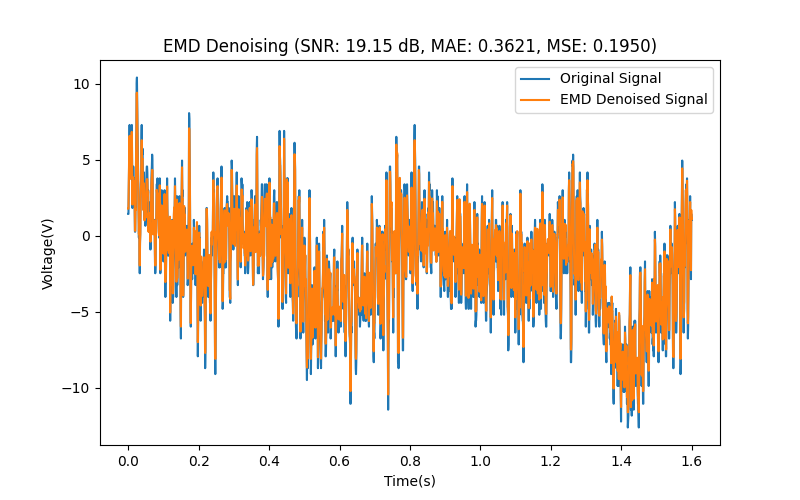 EMD Denoising (SNR: 19.15 dB, MAE: 0.3621, MSE: 0.1950)
Original Signal
EMD Denoised Signal
Voltage(V)
10
5
0
−5
−10
0.0 0.2 0.4 0.6 0.8 1.0 1.2 1.4 1.6
Time(s)